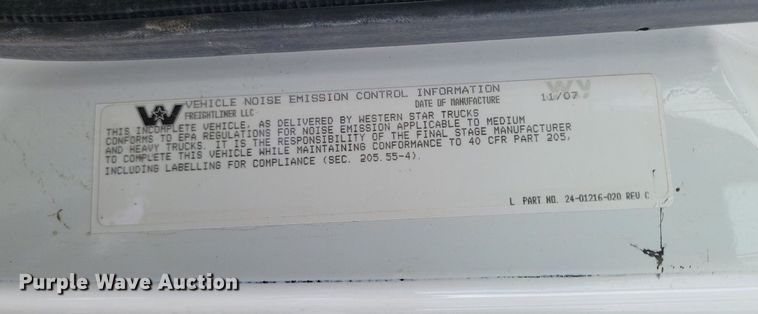 VEHICLE NOISE EMISSION CONTROL INFORMATION
FREIGHTLINER LLC
DATE OF MANUFACTURE 11/07
THIS INCOMPLETE VEHICLE, AS DELIVERED BY WESTERN STAR TRUCKS
CONFORMS TO EPA REGULATIONS FOR NOISE EMISSION APPLICABLE TO MEDIUM
AND HEAVY TRUCKS. IT IS THE RESPONSIBILITY OF THE FINAL STAGE MANUFACTURER
TO COMPLETE THIS VEHICLE WHILE MAINTAINING CONFORMANCE TO 40 CFR PART 205,
INCLUDING LABELLING FOR COMPLIANCE (SEC. 205.55-4).
L PART NO. 24-01216-020 REV C
Purple Wave Auction